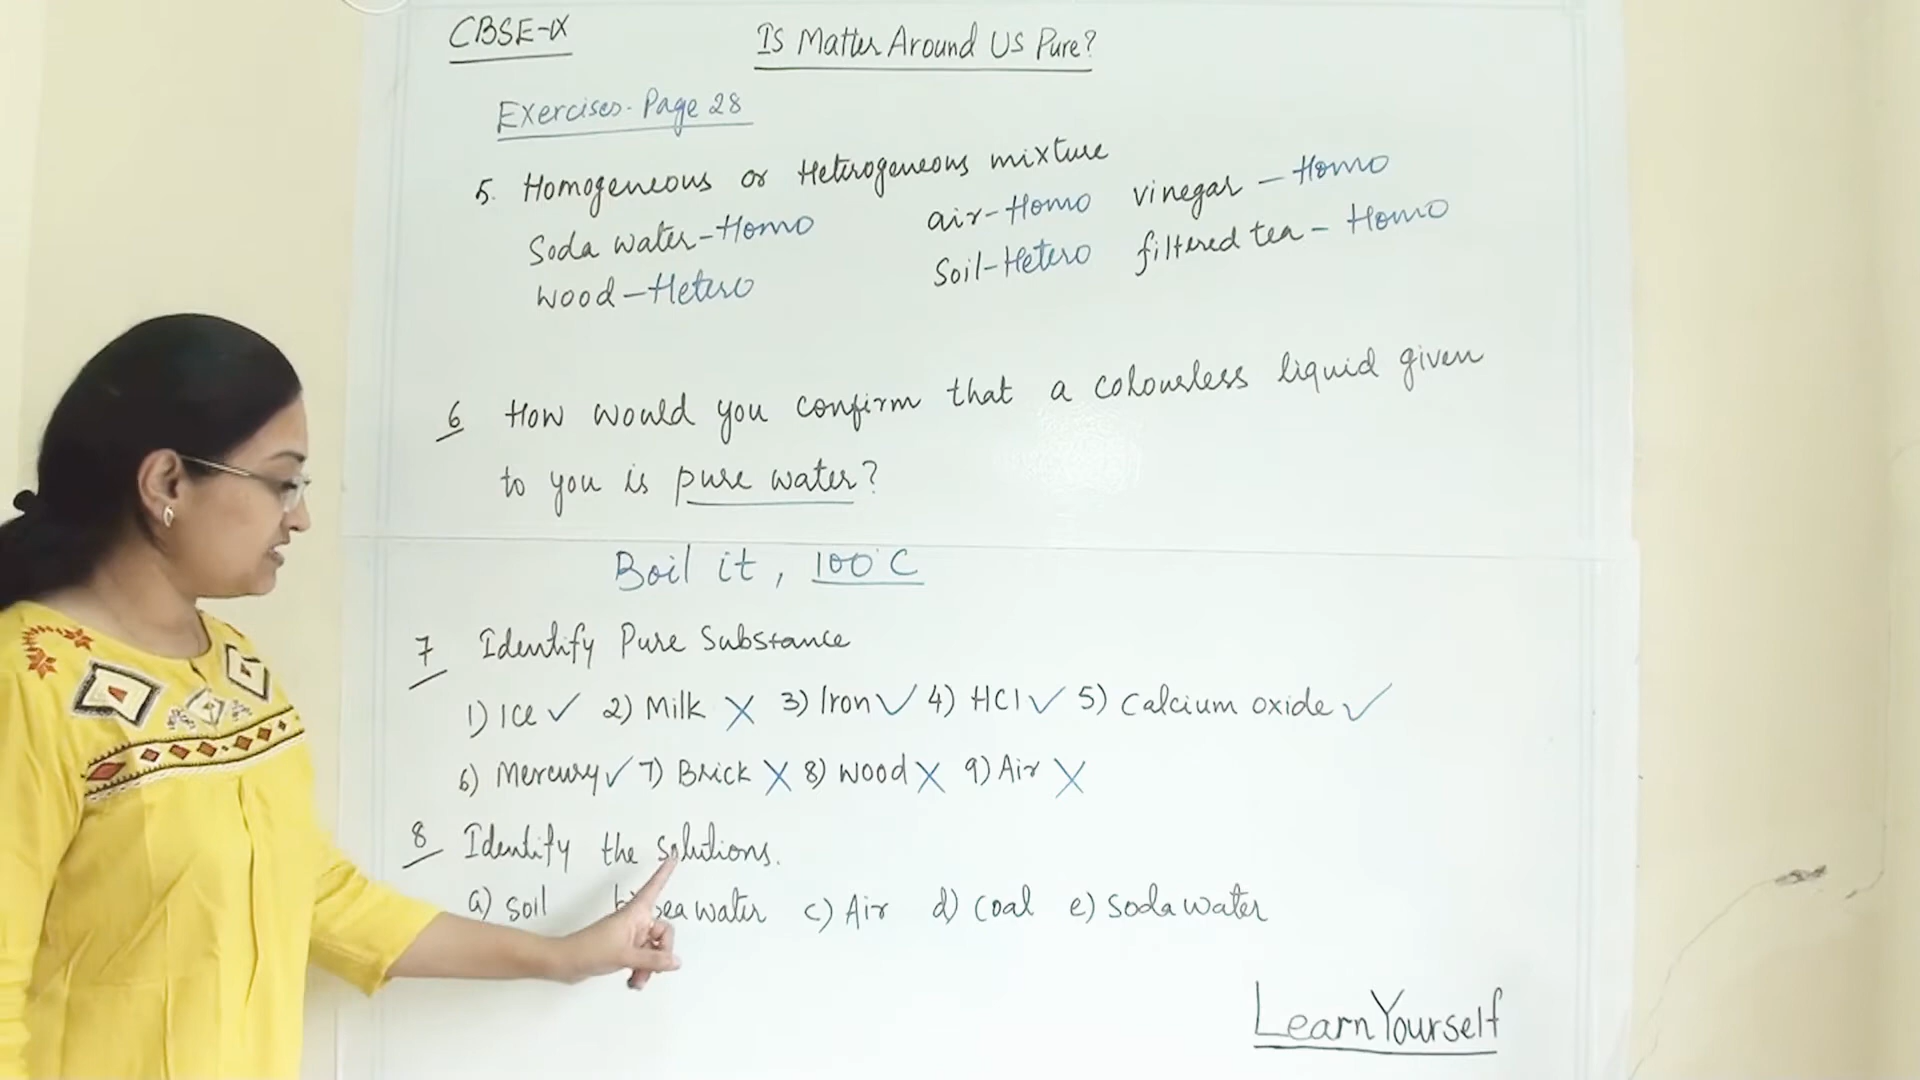 CBSE-IX
Is Matter Around Us Pure?
Exercises- Page 28
5. Homogeneous or Heterogeneous mixture
Soda water-Homo air-Homo vinegar - Homo
Wood-Hetero Soil-Hetero filtered tea - Homo
6 How would you confirm that a colourless liquid given
to you is pure water?
Boil it, 100°C
7 Identify Pure Substance
1) Ice ✓ 2) Milk X 3) Iron ✓ 4) HCl ✓ 5) Calcium oxide ✓
6) Mercury ✓ 7) Brick X 8) Wood X 9) Air X
8 Identify the solutions.
a) Soil b) Sea water c) Air d) Coal e) Soda water
LearnYourself